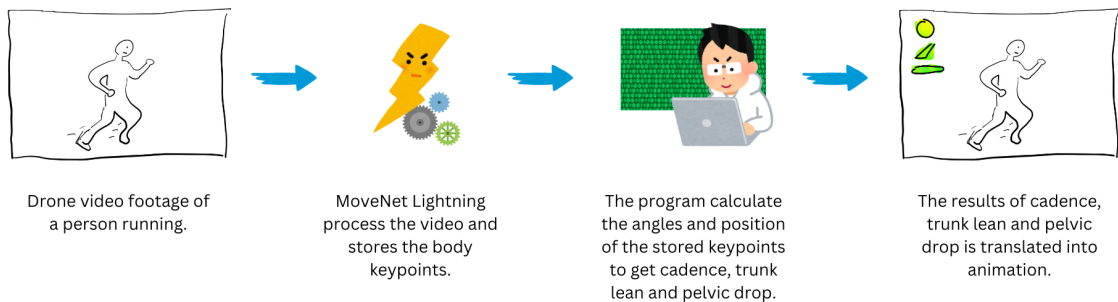 Drone video footage of
a person running.
MoveNet Lightning
process the video and
stores the body
keypoints.
The program calculate
the angles and position
of the stored keypoints
to get cadence, trunk
lean and pelvic drop.
The results of cadence,
trunk lean and pelvic
drop is translated into
animation.